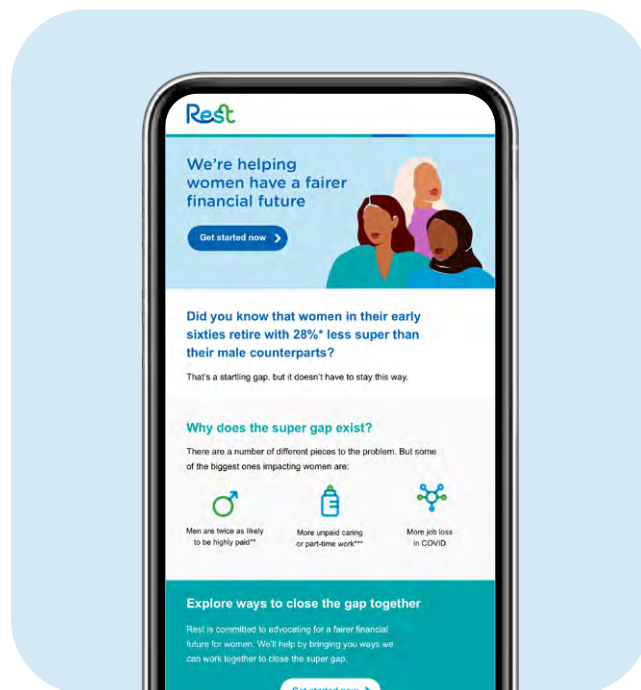 Rest
We're helping
women have a fairer
financial future
Get started now
Did you know that women in their early
sixties retire with 28%* less super than
their male counterparts?
That's a startling gap, but it doesn't have to stay this way.
Why does the super gap exist?
There are a number of different pieces to the problem. But some
of the biggest ones impacting women are:
Men are twice as likely
to be highly paid**
More unpaid caring
or part-time work***
More job loss
in COVID
Explore ways to close the gap together
Rest is committed to advocating for a fairer financial
future for women. We'll help by bringing you ways we
can work together to close the super gap.
Get started now